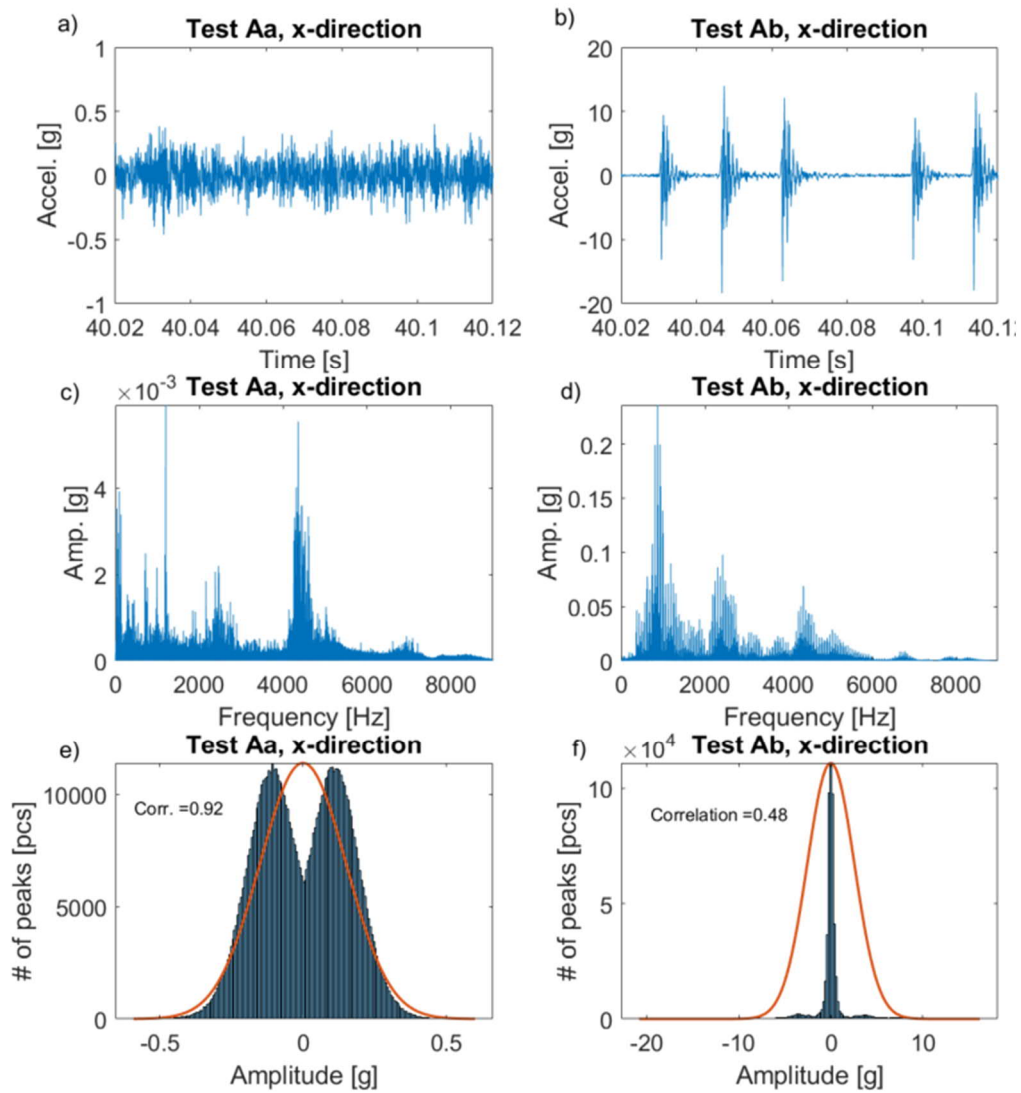 a) Test Aa, x-direction
1
0.5
0
-0.5
-1
Accel. [g]
40.02 40.04 40.06 40.08 40.1 40.12
Time [s]
b) Test Ab, x-direction
20
10
0
-10
-20
Accel. [g]
40.02 40.04 40.06 40.08 40.1 40.12
Time [s]
c) ×10-3 Test Aa, x-direction
4
2
0
Amp. [g]
0 2000 4000 6000 8000
Frequency [Hz]
d) Test Ab, x-direction
0.2
0.15
0.1
0.05
0
Amp. [g]
0 2000 4000 6000 8000
Frequency [Hz]
e) Test Aa, x-direction
10000
5000
0
# of peaks [pcs]
Corr. =0.92
-0.5 0 0.5
Amplitude [g]
f) ×10⁴ Test Ab, x-direction
10
5
0
# of peaks [pcs]
Correlation =0.48
-20 -10 0 10
Amplitude [g]